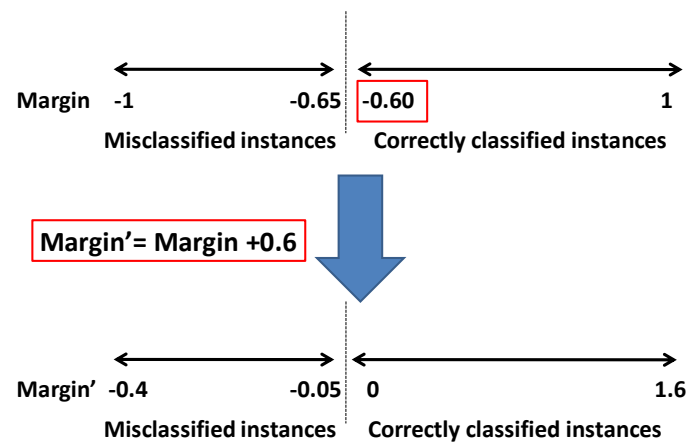 Margin -1 -0.65 -0.60 1
Misclassified instances Correctly classified instances
Margin’= Margin +0.6
Margin’ -0.4 -0.05 0 1.6
Misclassified instances Correctly classified instances